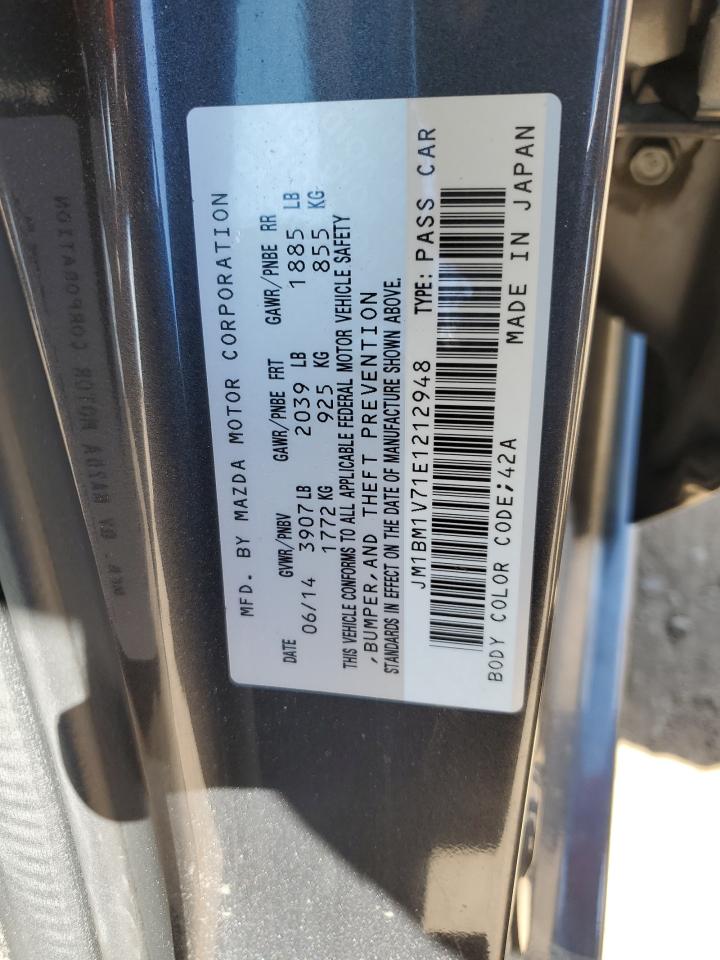 MFD. BY MAZDA MOTOR CORPORATION
DATE GVWR/PNBV GAWR/PNBE FRT GAWR/PNBE RR
06/14 3907 LB 2039 LB 1885 LB
1772 KG 925 KG 855 KG
THIS VEHICLE CONFORMS TO ALL APPLICABLE FEDERAL MOTOR VEHICLE SAFETY
,BUMPER,AND THEFT PREVENTION
STANDARDS IN EFFECT ON THE DATE OF MANUFACTURE SHOWN ABOVE.
JM1BM1V71E1212948 TYPE: PASS CAR
BODY COLOR CODE;42A MADE IN JAPAN